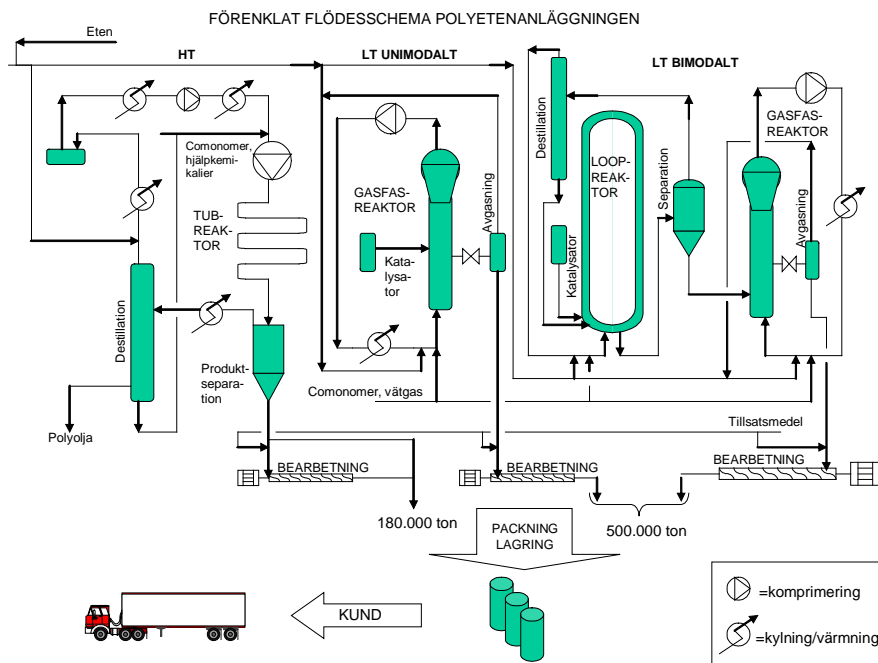 FÖRENKLAT FLÖDESSCHEMA POLYETENANLÄGGNINGEN
Eten
HT
LT UNIMODALT
LT BIMODALT
Comonomer,
hjälpkemi-
kalier
TUB-
REAK-
TOR
Destillation
Produkt-
separation
Polyolja
GASFAS-
REAKTOR
Kata-
lysa-
tor
Avgasning
Comonomer, vätgas
Destillation
Katalysator
LOOP-
REAK-
TOR
Separation
GASFAS-
REAKTOR
Avgasning
Tillsatsmedel
BEARBETNING
BEARBETNING
BEARBETNING
180.000 ton
500.000 ton
PACKNING
LAGRING
KUND
=komprimering
=kylning/värmning